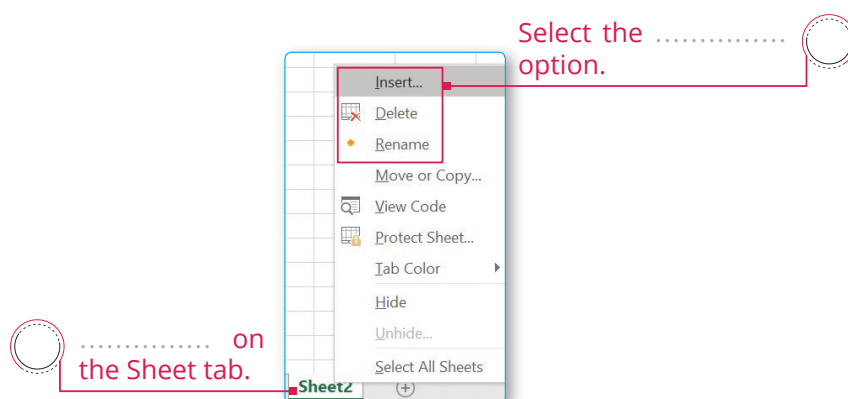 Select the ...............
option.
Insert...
Delete
Rename
Move or Copy...
View Code
Protect Sheet...
Tab Color
Hide
Unhide...
Select All Sheets
............... on
the Sheet tab.
Sheet2